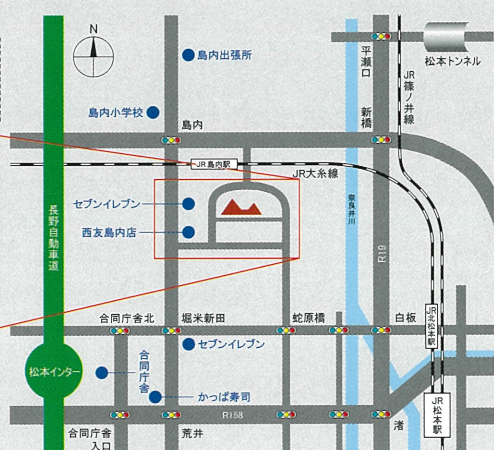 N
島内出張所
平瀬口
松本トンネル
JR篠ノ井線
島内小学校
島内
新橋
JR島内駅
JR大糸線
セブンイレブン
西友島内店
長野自動車道
奈良井川
R19
合同庁舎北
堀米新田
蛇原橋
白板
JR北松本駅
セブンイレブン
合同庁舎
松本インター
かっぱ寿司
R158
JR松本駅
合同庁舎
入口
荒井
渚